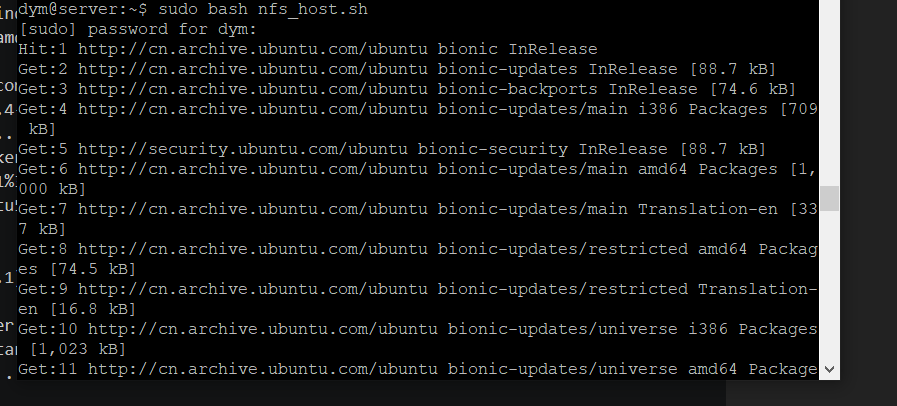 dym@server:~$ sudo bash nfs_host.sh
[sudo] password for dym:
Hit:1 http://cn.archive.ubuntu.com/ubuntu bionic InRelease
Get:2 http://cn.archive.ubuntu.com/ubuntu bionic-updates InRelease [88.7 kB]
Get:3 http://cn.archive.ubuntu.com/ubuntu bionic-backports InRelease [74.6 kB]
Get:4 http://cn.archive.ubuntu.com/ubuntu bionic-updates/main i386 Packages [709
 kB]
Get:5 http://security.ubuntu.com/ubuntu bionic-security InRelease [88.7 kB]
Get:6 http://cn.archive.ubuntu.com/ubuntu bionic-updates/main amd64 Packages [1,
000 kB]
Get:7 http://cn.archive.ubuntu.com/ubuntu bionic-updates/main Translation-en [33
7 kB]
Get:8 http://cn.archive.ubuntu.com/ubuntu bionic-updates/restricted amd64 Packag
es [74.5 kB]
Get:9 http://cn.archive.ubuntu.com/ubuntu bionic-updates/restricted Translation-
en [16.8 kB]
Get:10 http://cn.archive.ubuntu.com/ubuntu bionic-updates/universe i386 Packages
 [1,023 kB]
Get:11 http://cn.archive.ubuntu.com/ubuntu bionic-updates/universe amd64 Package